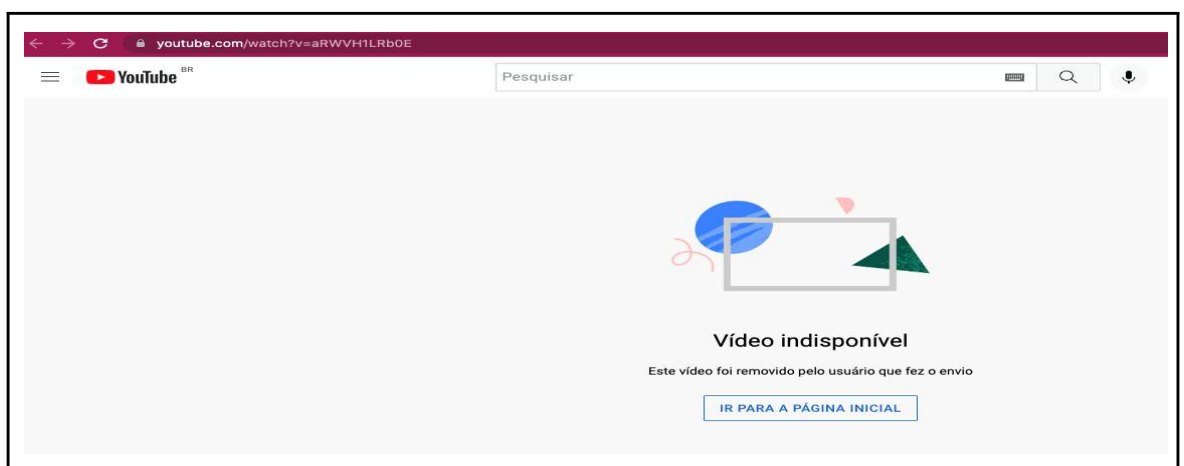 youtube.com/watch?v=aRWVH1LRb0E
YouTube BR
Pesquisar
Vídeo indisponível
Este vídeo foi removido pelo usuário que fez o envio
IR PARA A PÁGINA INICIAL